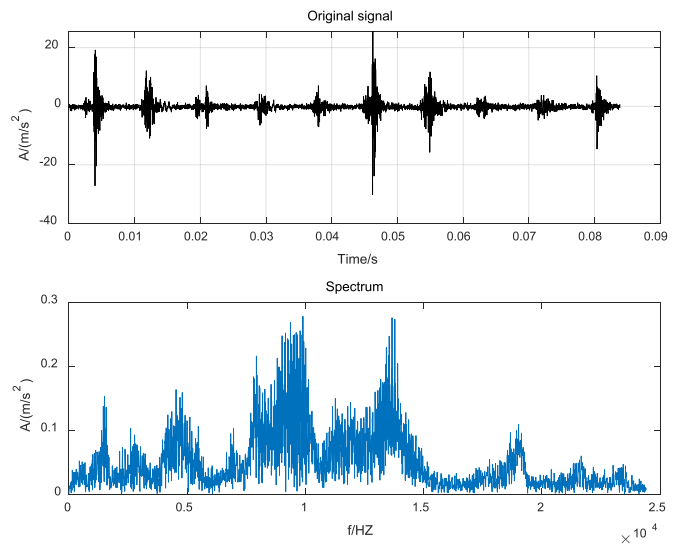 Original signal
20
0
-20
-40
A/(m/s²)
0 0.01 0.02 0.03 0.04 0.05 0.06 0.07 0.08 0.09
Time/s
Spectrum
0.3
0.2
0.1
0
A/(m/s²)
0 0.5 1 1.5 2 2.5
f/HZ
×10⁴